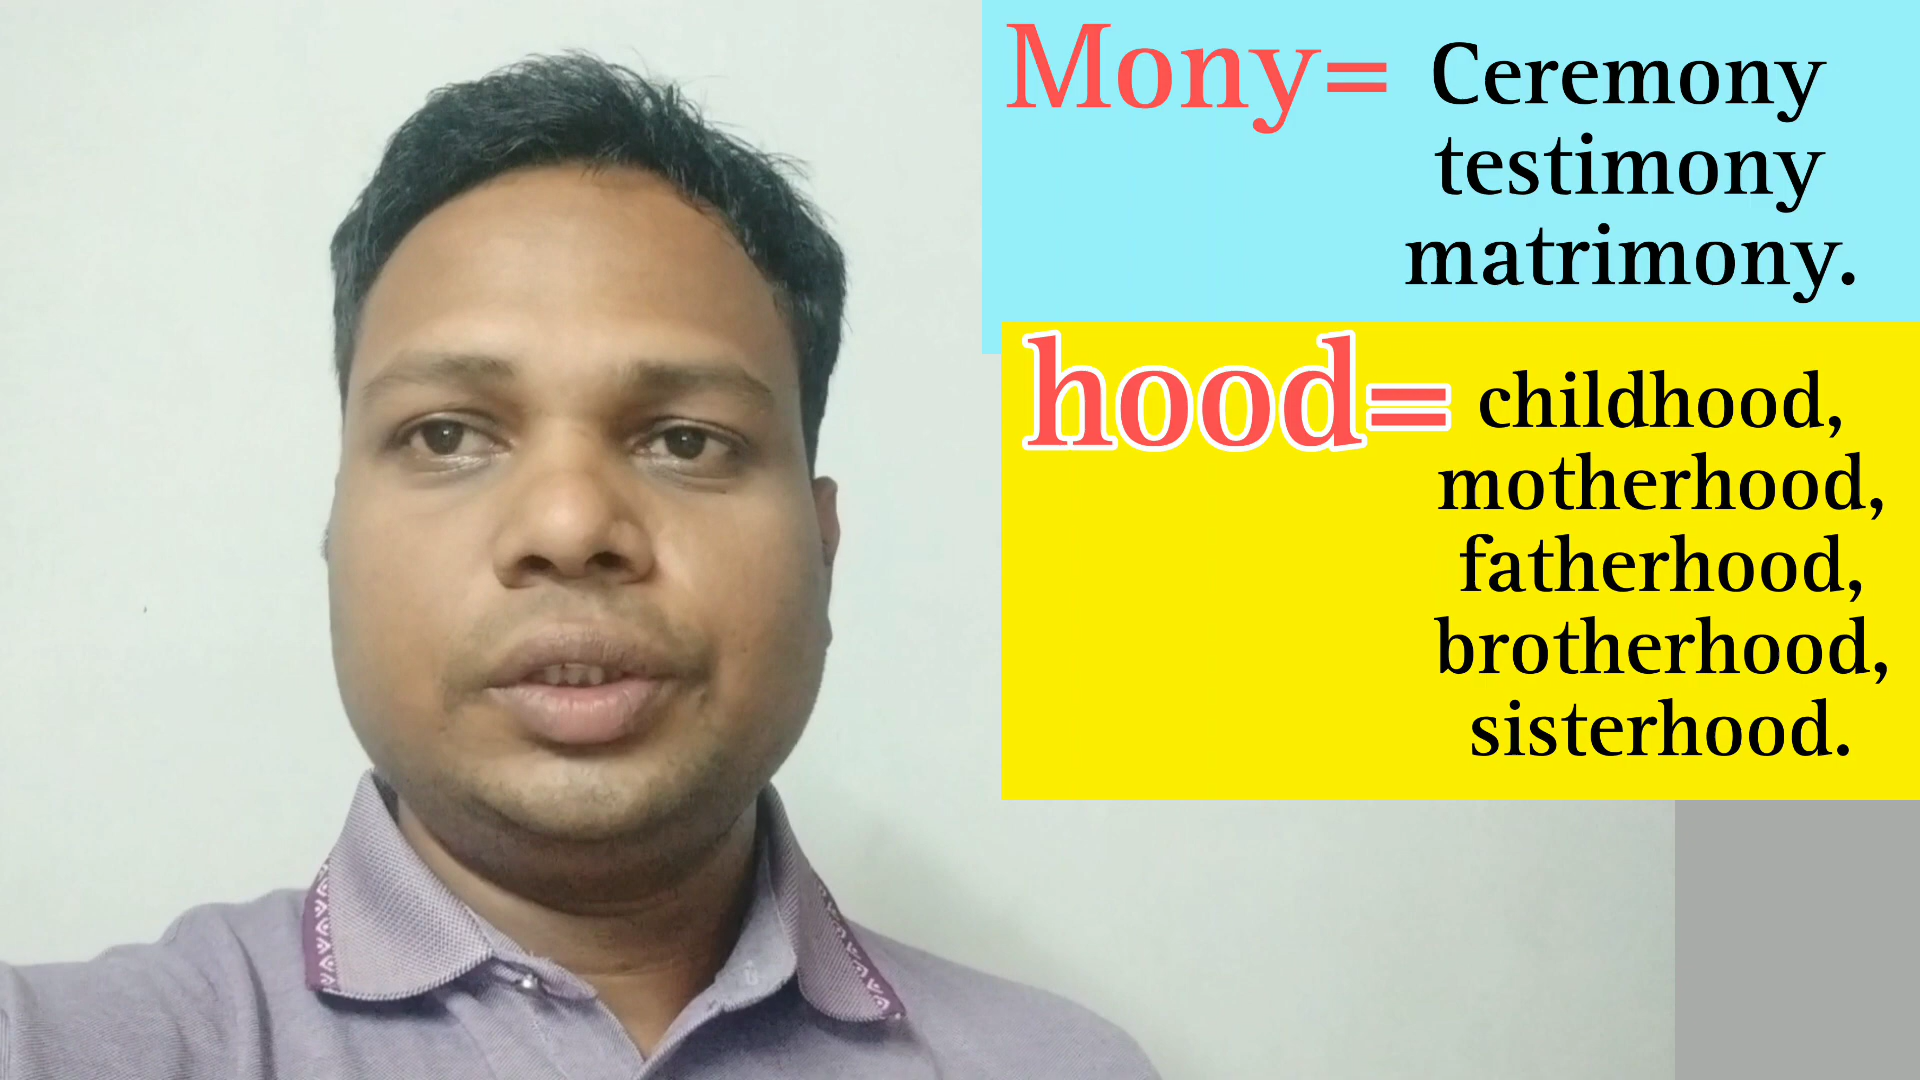 Mony= Ceremony
testimony
matrimony.
hood= childhood,
motherhood,
fatherhood,
brotherhood,
sisterhood.